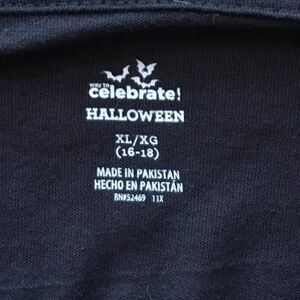 way to
celebrate!
HALLOWEEN
XL/XG
(16-18)
MADE IN PAKISTAN
HECHO EN PAKISTÁN
RN#52469 11X